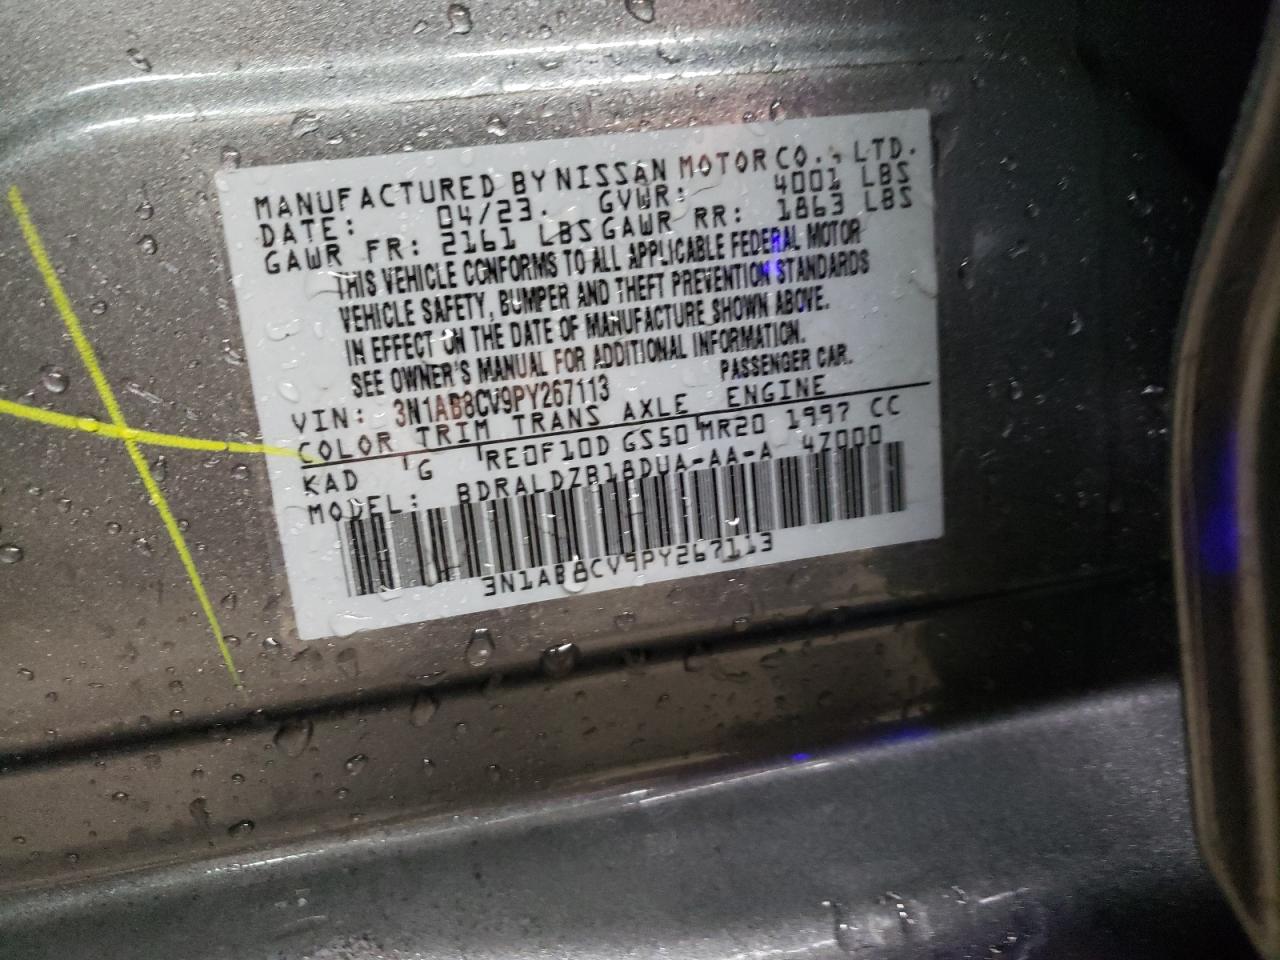 MANUFACTURED BY NISSAN MOTOR CO., LTD.
DATE: 04/23. GVWR: 4001 LBS
GAWR FR: 2161 LBS GAWR RR: 1863 LBS
THIS VEHICLE CONFORMS TO ALL APPLICABLE FEDERAL MOTOR
VEHICLE SAFETY, BUMPER AND THEFT PREVENTION STANDARDS
IN EFFECT ON THE DATE OF MANUFACTURE SHOWN ABOVE.
SEE OWNER'S MANUAL FOR ADDITIONAL INFORMATION.
VIN: 3N1AB8CV9PY267113 PASSENGER CAR.
COLOR TRIM TRANS AXLE ENGINE
KAD G RE0F10D GS50 MR20 1997 CC
MODEL: BDRALDZB18DUA-AA-A 4Z000
3N1AB8CV9PY267113